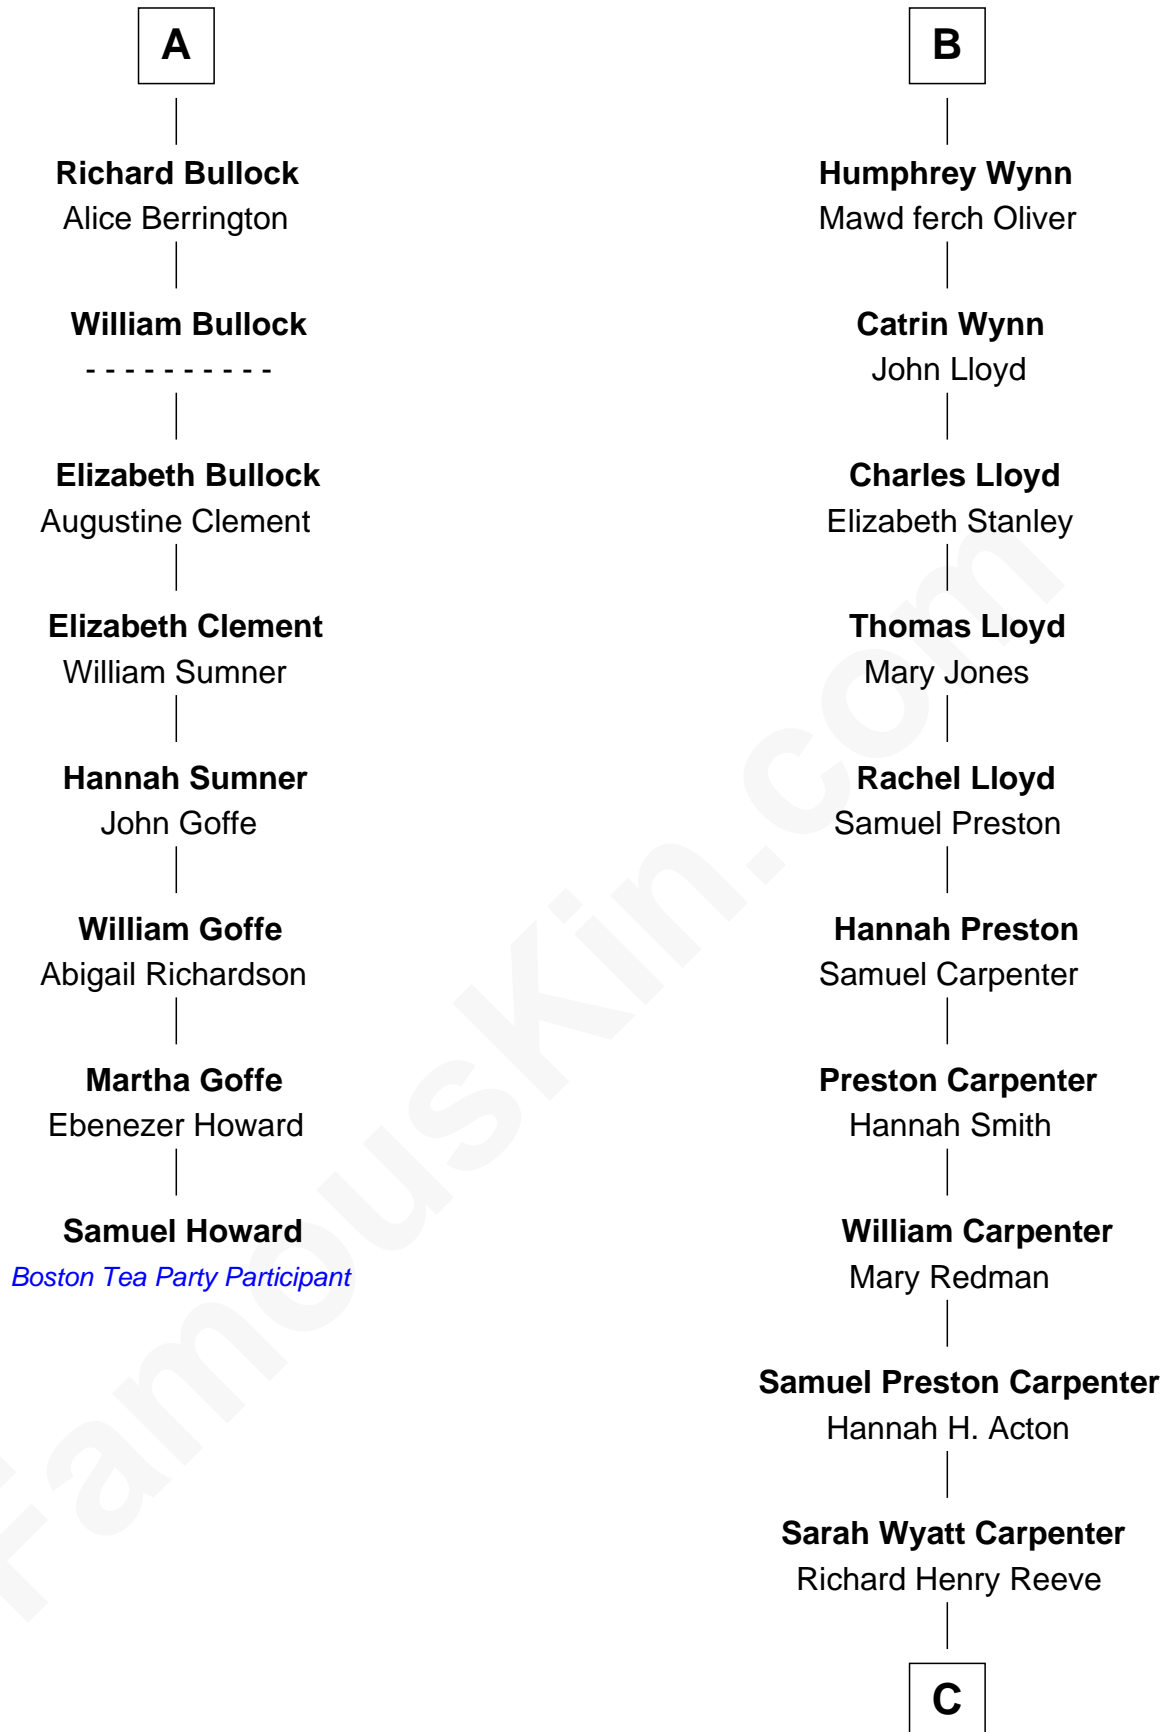 A
Richard Bullock
Alice Berrington
William Bullock
- - - - - - - - - -
Elizabeth Bullock
Augustine Clement
Elizabeth Clement
William Sumner
Hannah Sumner
John Goffe
William Goffe
Abigail Richardson
Martha Goffe
Ebenezer Howard
Samuel Howard
Boston Tea Party Participant
B
Humphrey Wynn
Mawd ferch Oliver
Catrin Wynn
John Lloyd
Charles Lloyd
Elizabeth Stanley
Thomas Lloyd
Mary Jones
Rachel Lloyd
Samuel Preston
Hannah Preston
Samuel Carpenter
Preston Carpenter
Hannah Smith
William Carpenter
Mary Redman
Samuel Preston Carpenter
Hannah H. Acton
Sarah Wyatt Carpenter
Richard Henry Reeve
C
FamousKin.com